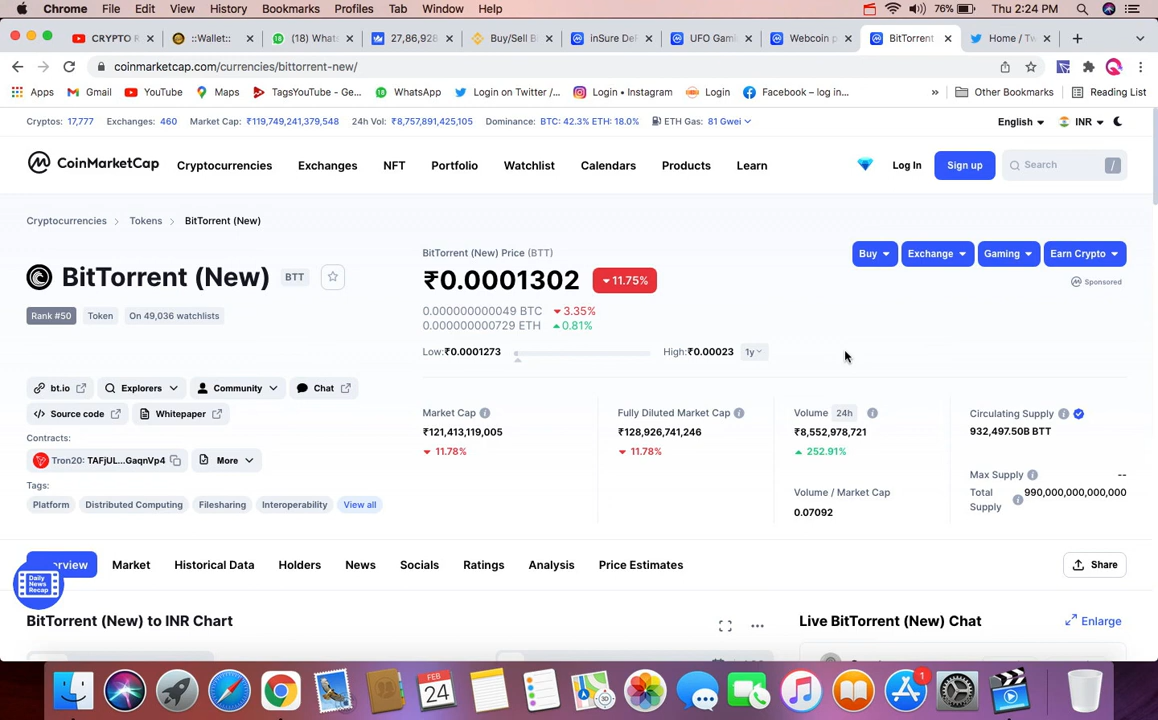 Chrome File Edit View History Bookmarks Profiles Tab Window Help 76% Thu 2:24 PM
CRYPTO R × ::Wallet:: × (18) Whats × 27,86,928 × Buy/Sell Bi × inSure DeF × UFO Gami × Webcoin p × BitTorrent × Home / Tw × +
coinmarketcap.com/currencies/bittorrent-new/
Apps Gmail YouTube Maps TagsYouTube - Ge... WhatsApp Login on Twitter /... Login • Instagram Login Facebook – log in... » Other Bookmarks Reading List
Cryptos: 17,777 Exchanges: 460 Market Cap: ₹119,749,241,379,548 24h Vol: ₹8,757,891,425,105 Dominance: BTC: 42.3% ETH: 18.0% ETH Gas: 81 Gwei English INR
CoinMarketCap Cryptocurrencies Exchanges NFT Portfolio Watchlist Calendars Products Learn Log In Sign up Search /
Cryptocurrencies Tokens BitTorrent (New)
BitTorrent (New) BTT
Rank #50 Token On 49,036 watchlists
bt.io Explorers Community Chat
Source code Whitepaper
Contracts:
Tron20: TAFjUL...GaqnVp4 More
Tags:
Platform Distributed Computing Filesharing Interoperability View all
BitTorrent (New) Price (BTT)
₹0.0001302 11.75%
0.000000000049 BTC 3.35%
0.000000000729 ETH 0.81%
Low: ₹0.0001273 High: ₹0.00023 1y
Buy Exchange Gaming Earn Crypto
Sponsored
Market Cap
₹121,413,119,005
11.78%
Fully Diluted Market Cap
₹128,926,741,246
11.78%
Volume 24h
₹8,552,978,721
252.91%
Volume / Market Cap
0.07092
Circulating Supply
932,497.50B BTT
Max Supply --
Total Supply 990,000,000,000,000
Overview Market Historical Data Holders News Socials Ratings Analysis Price Estimates Share
Daily
News
Recap
BitTorrent (New) to INR Chart
Live BitTorrent (New) Chat Enlarge
FEB
24
1